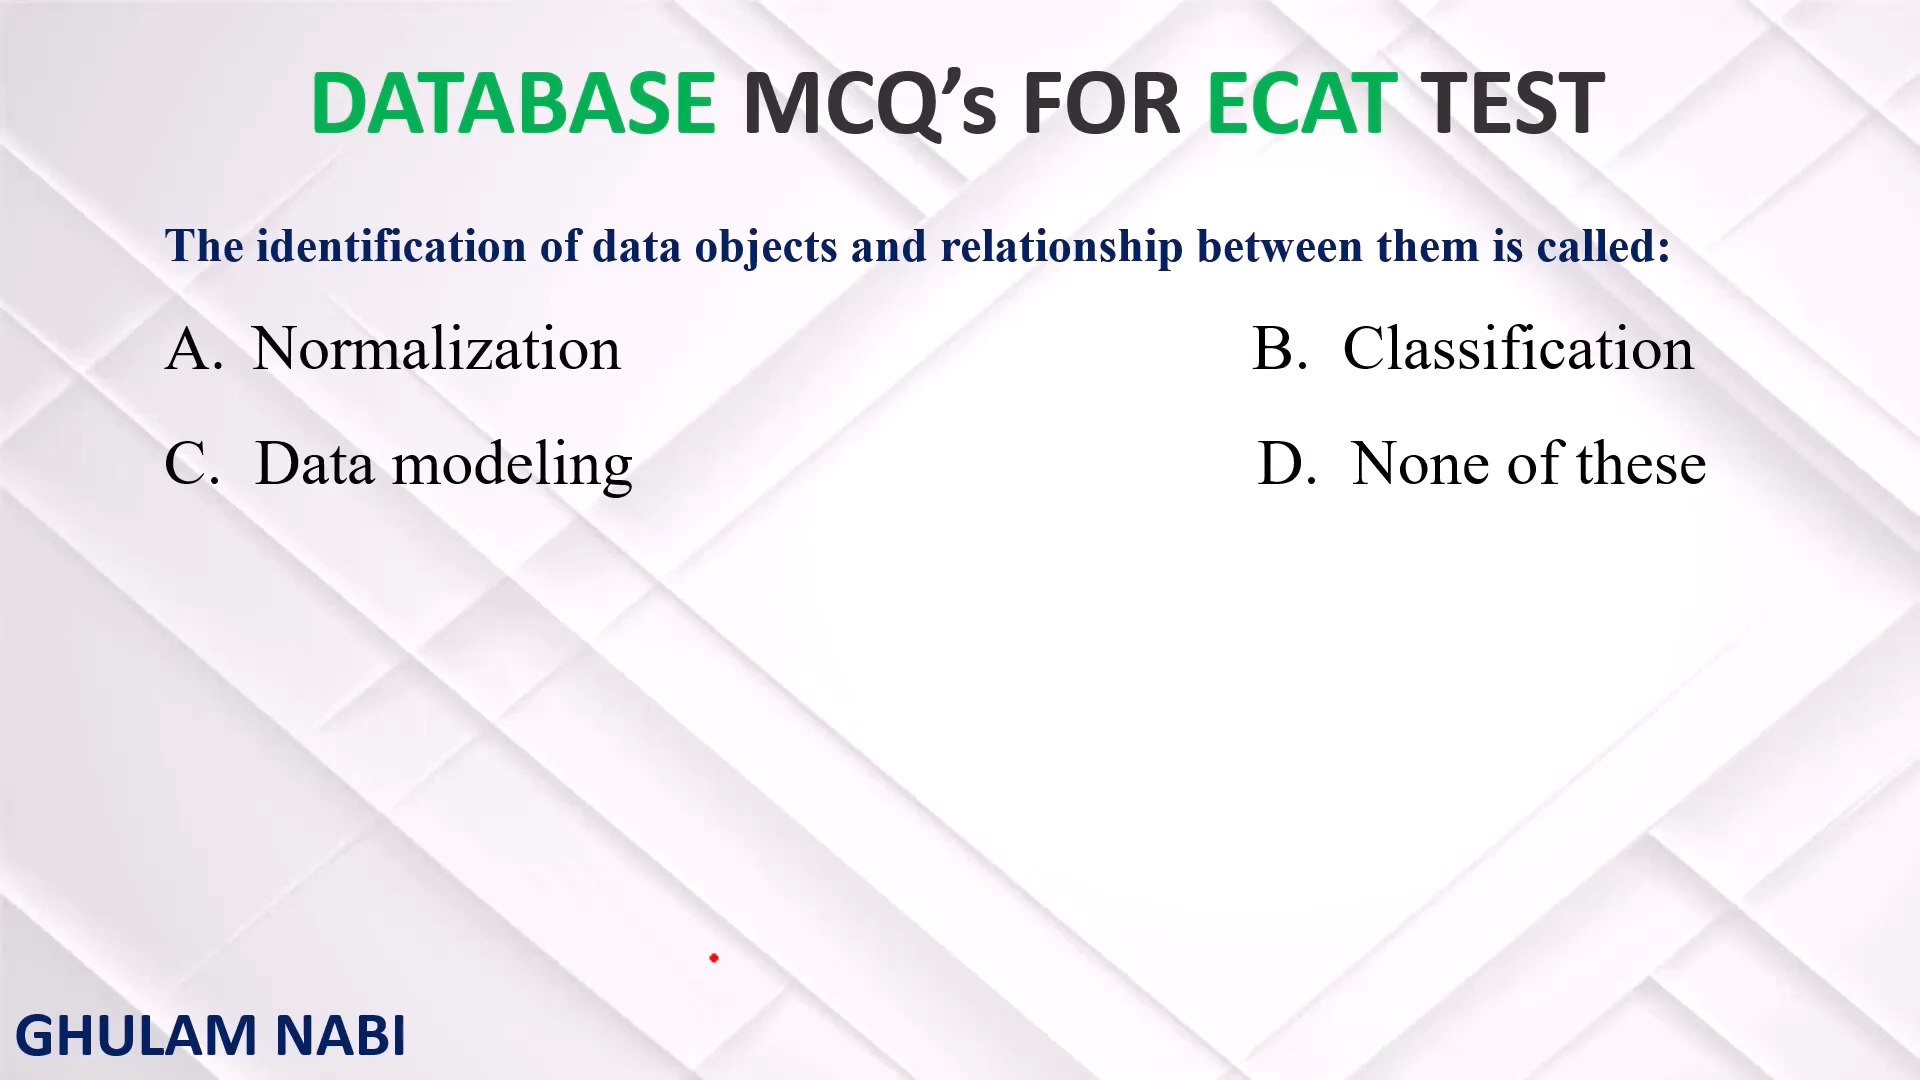 DATABASE MCQ’s FOR ECAT TEST
The identification of data objects and relationship between them is called:
A. Normalization
B. Classification
C. Data modeling
D. None of these
GHULAM NABI